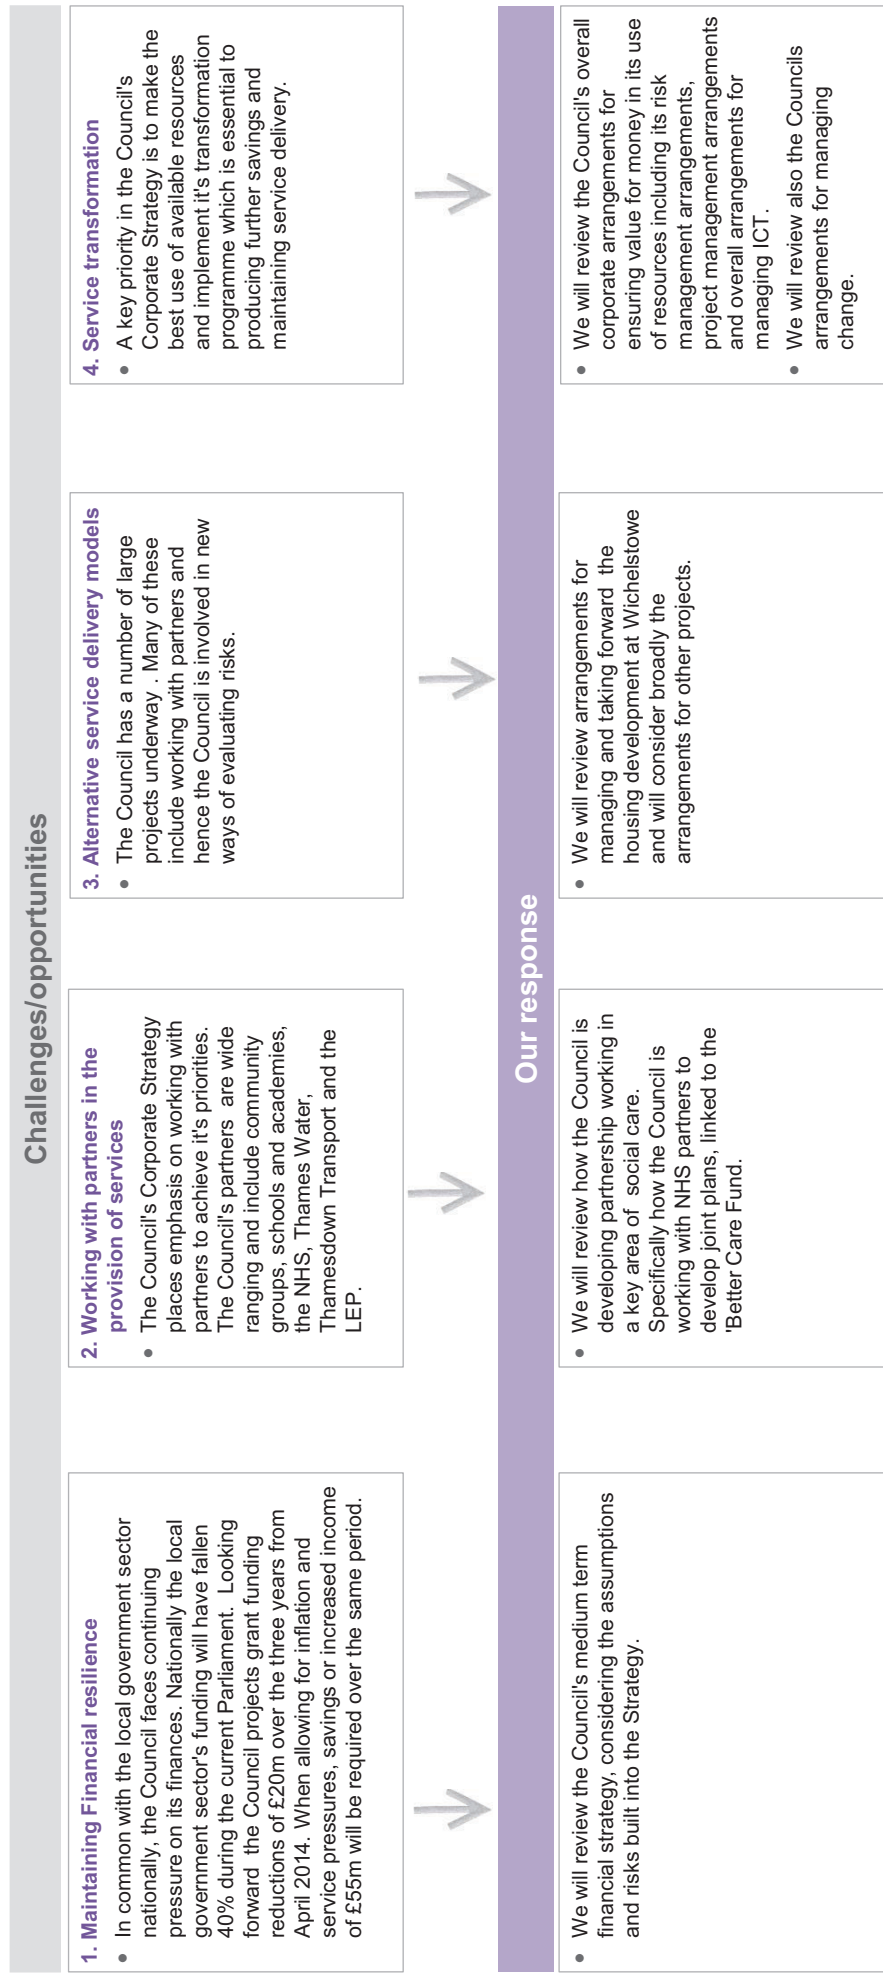 Challenges/opportunities
1. Maintaining Financial resilience
• In common with the local government sector
nationally, the Council faces continuing
pressure on its finances. Nationally the local
government sector's funding will have fallen
40% during the current Parliament. Looking
forward the Council projects grant funding
reductions of £20m over the three years from
April 2014. When allowing for inflation and
service pressures, savings or increased income
of £55m will be required over the same period.
2. Working with partners in the
provision of services
• The Council's Corporate Strategy
places emphasis on working with
partners to achieve it's priorities.
The Council's partners are wide
ranging and include community
groups, schools and academies,
the NHS, Thames Water,
Thamesdown Transport and the
LEP.
3. Alternative service delivery models
• The Council has a number of large
projects underway . Many of these
include working with partners and
hence the Council is involved in new
ways of evaluating risks.
4. Service transformation
• A key priority in the Council's
Corporate Strategy is to make the
best use of available resources
and implement it's transformation
programme which is essential to
producing further savings and
maintaining service delivery.
Our response
• We will review the Council's medium term
financial strategy, considering the assumptions
and risks built into the Strategy.
• We will review how the Council is
developing partnership working in
a key area of social care.
Specifically how the Council is
working with NHS partners to
develop joint plans, linked to the
'Better Care Fund.
• We will review arrangements for
managing and taking forward the
housing development at Wichelstowe
and will consider broadly the
arrangements for other projects.
• We will review the Council's overall
corporate arrangements for
ensuring value for money in its use
of resources including its risk
management arrangements,
project management arrangements
and overall arrangements for
managing ICT.
• We will review also the Councils
arrangements for managing
change.